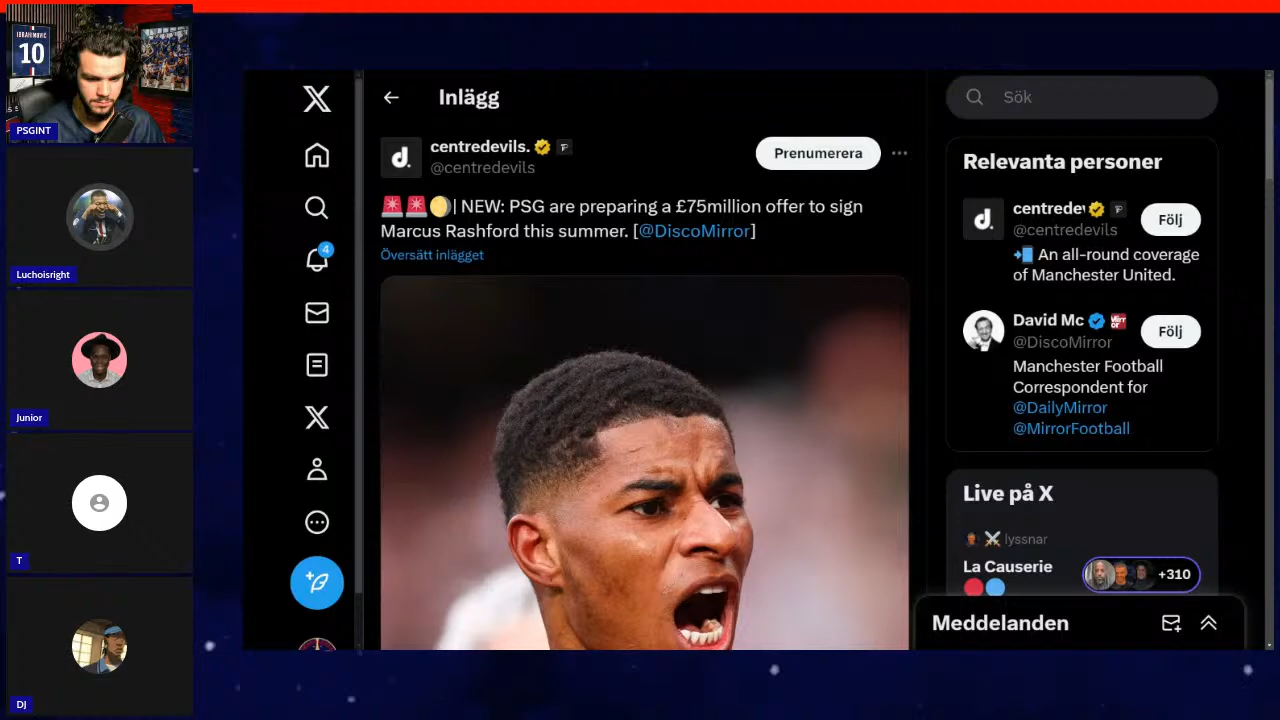 IBRAHIMOVIĆ
10
PSGINT
Luchoisright
Junior
T
DJ
Inlägg
centredevils.
@centredevils
Prenumerera
| NEW: PSG are preparing a £75million offer to sign
Marcus Rashford this summer. [@DiscoMirror]
Översätt inlägget
4
Sök
Relevanta personer
centrede
@centredevils
Följ
An all-round coverage
of Manchester United.
David Mc
@DiscoMirror
Följ
Manchester Football
Correspondent for
@DailyMirror
@MirrorFootball
Live på X
lyssnar
La Causerie
+310
Meddelanden